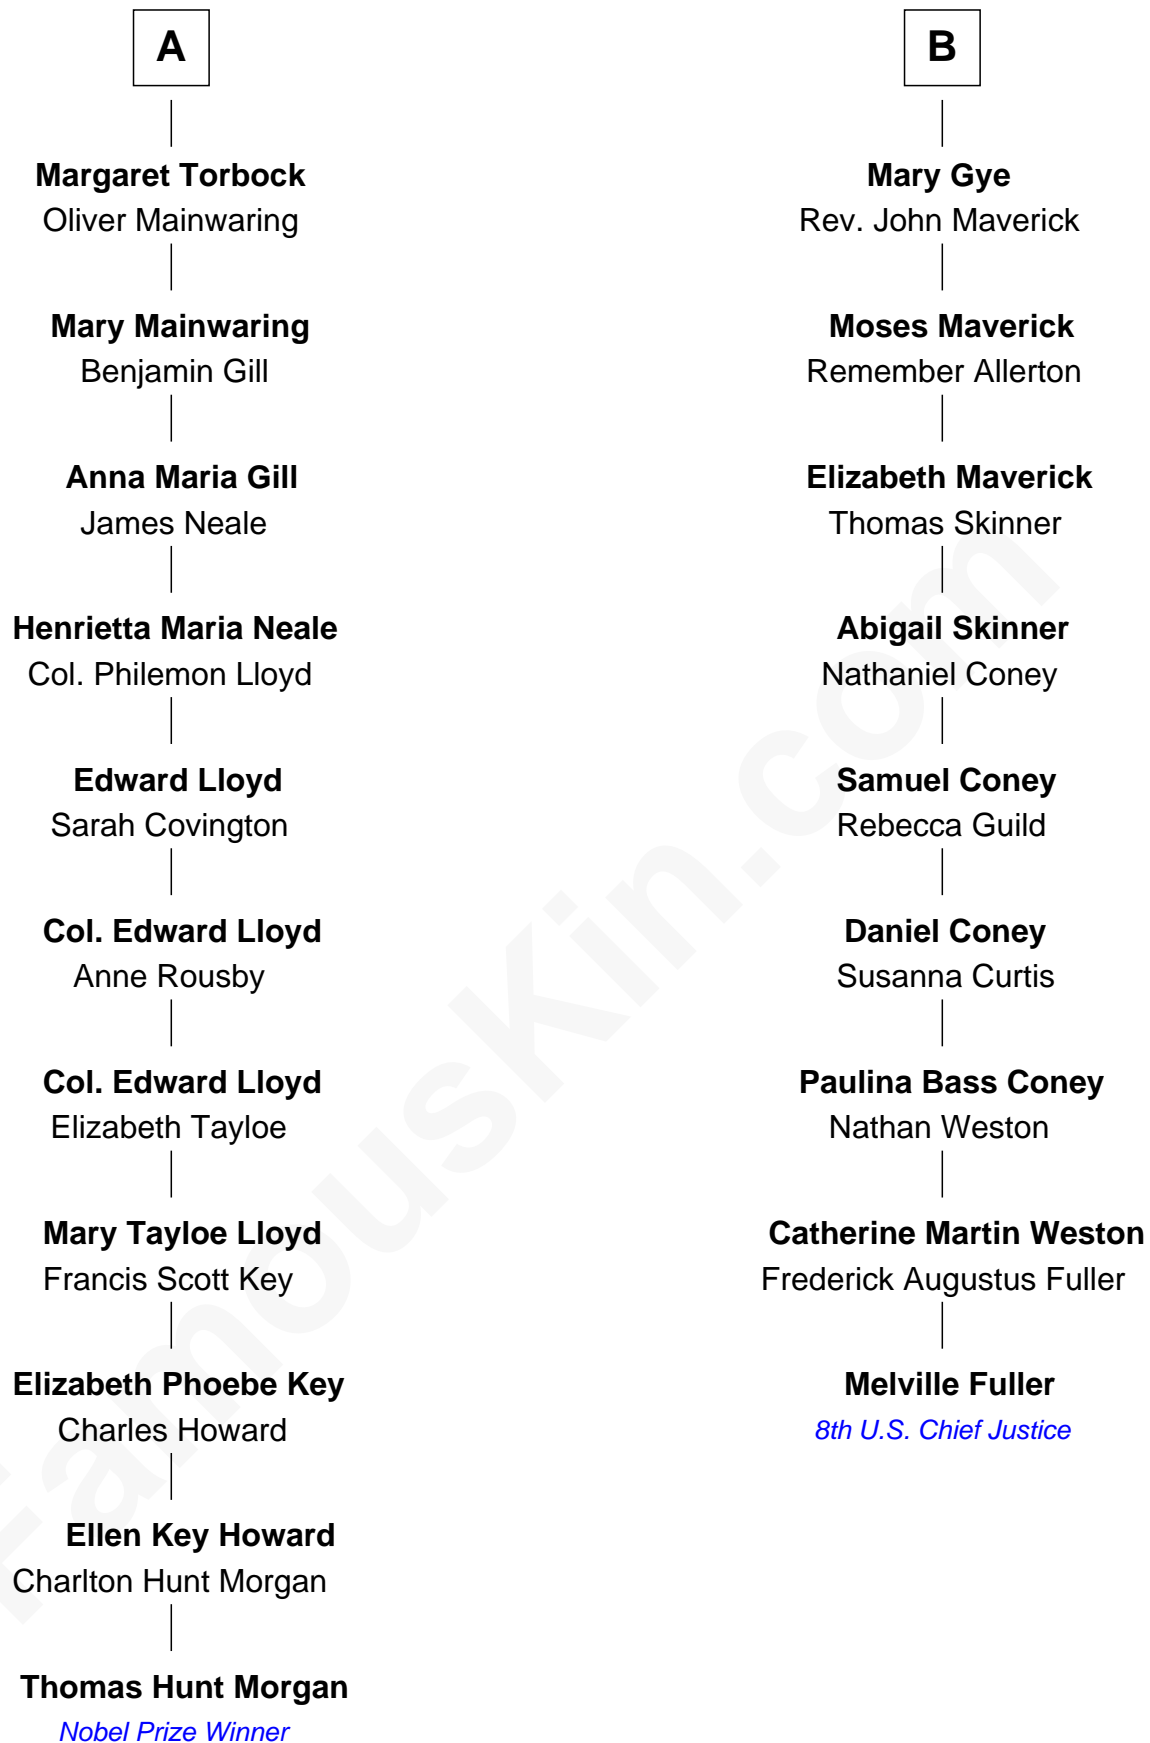 A
Margaret Torbock
Oliver Mainwaring
Mary Mainwaring
Benjamin Gill
Anna Maria Gill
James Neale
Henrietta Maria Neale
Col. Philemon Lloyd
Edward Lloyd
Sarah Covington
Col. Edward Lloyd
Anne Rousby
Col. Edward Lloyd
Elizabeth Tayloe
Mary Tayloe Lloyd
Francis Scott Key
Elizabeth Phoebe Key
Charles Howard
Ellen Key Howard
Charlton Hunt Morgan
Thomas Hunt Morgan
Nobel Prize Winner
B
Mary Gye
Rev. John Maverick
Moses Maverick
Remember Allerton
Elizabeth Maverick
Thomas Skinner
Abigail Skinner
Nathaniel Coney
Samuel Coney
Rebecca Guild
Daniel Coney
Susanna Curtis
Paulina Bass Coney
Nathan Weston
Catherine Martin Weston
Frederick Augustus Fuller
Melville Fuller
8th U.S. Chief Justice
FamousKin.com